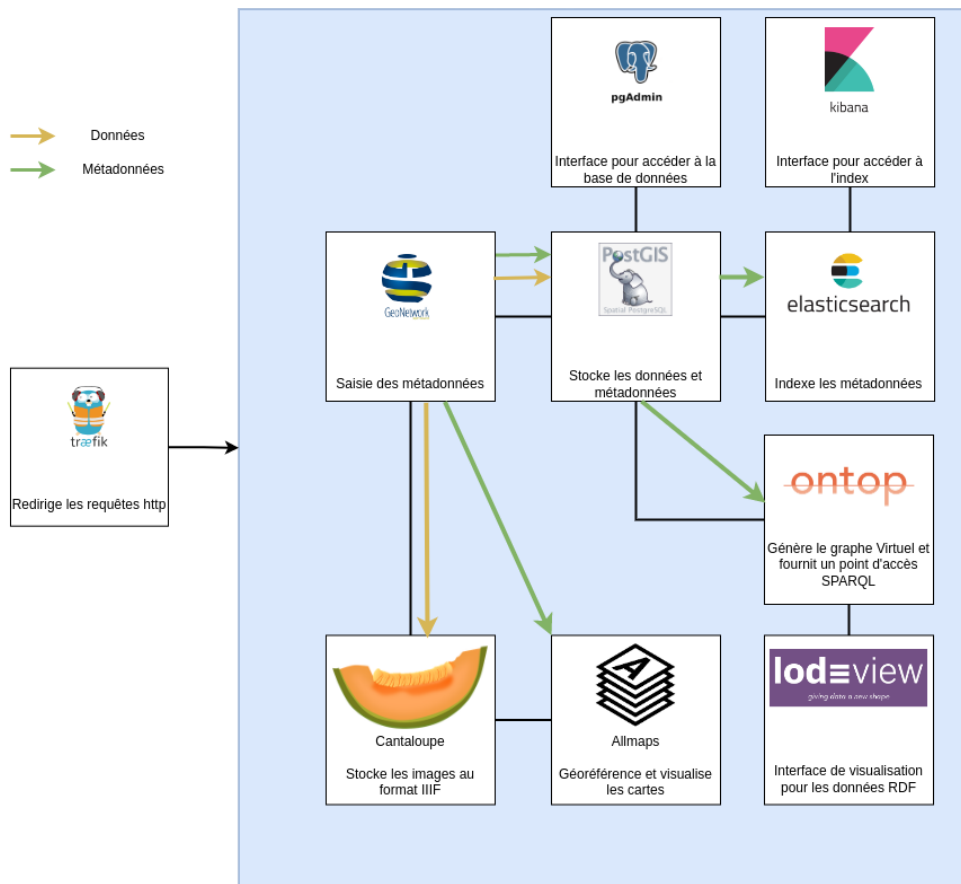 pgAdmin
Interface pour accéder à la
base de données
kibana
Interface pour accéder à
l'index
Données
Métadonnées
GeoNetwork
Saisie des métadonnées
PostGIS
Spatial PostgreSQL
Stocke les données et
métadonnées
elasticsearch
Indexe les métadonnées
træfik
Redirige les requêtes http
ontop
Génère le graphe Virtuel et
fournit un point d'accès
SPARQL
Cantaloupe
Stocke les images au
format IIIF
A
Allmaps
Géoréférence et visualise
les cartes
lodview
giving data a new shape
Interface de visualisation
pour les données RDF